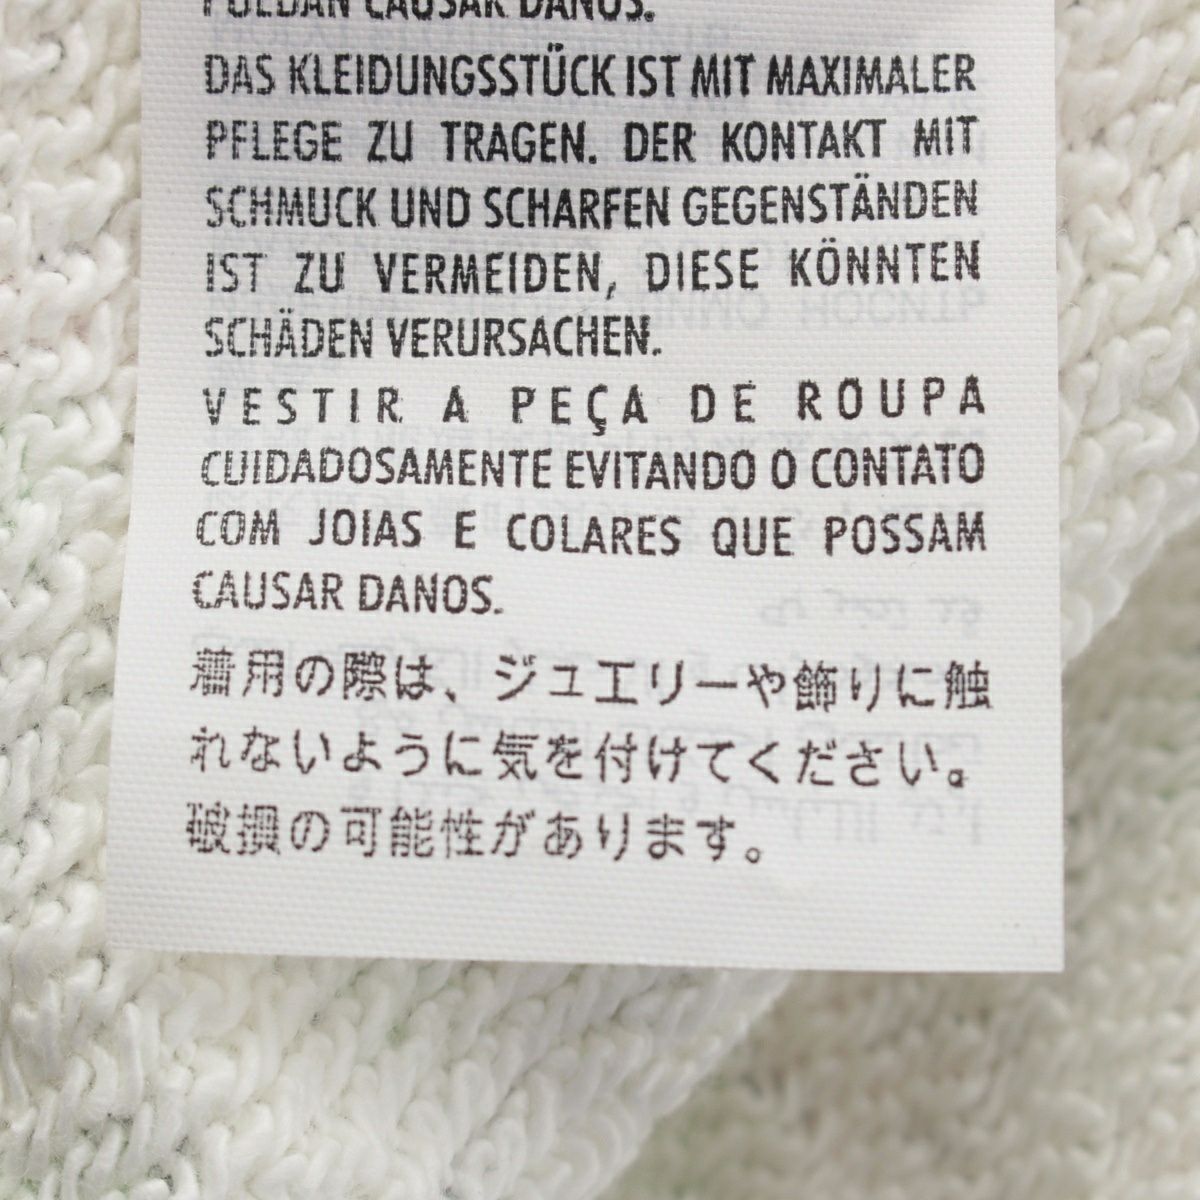 PUEDAN CAUSAR DAÑOS.
DAS KLEIDUNGSSTÜCK IST MIT MAXIMALER
PFLEGE ZU TRAGEN. DER KONTAKT MIT
SCHMUCK UND SCHARFEN GEGENSTÄNDEN
IST ZU VERMEIDEN, DIESE KÖNNTEN
SCHÄDEN VERURSACHEN.
VESTIR A PEÇA DE ROUPA
CUIDADOSAMENTE EVITANDO O CONTATO
COM JOIAS E COLARES QUE POSSAM
CAUSAR DANOS.
着用の際は、ジュエリーや飾りに触
れないように気を付けてください。
破損の可能性があります。